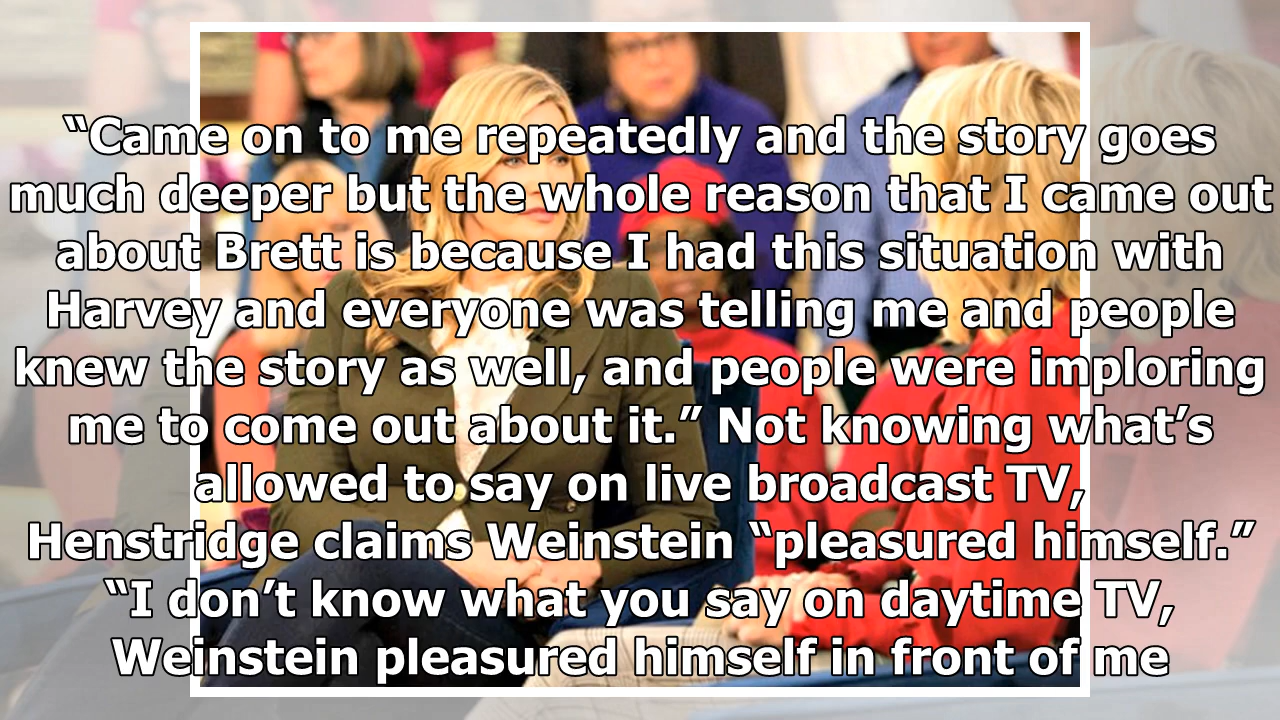 “Came on to me repeatedly and the story goes
much deeper but the whole reason that I came out
about Brett is because I had this situation with
Harvey and everyone was telling me and people
knew the story as well, and people were imploring
me to come out about it.” Not knowing what’s
allowed to say on live broadcast TV,
Henstridge claims Weinstein “pleasured himself.”
“I don’t know what you say on daytime TV,
Weinstein pleasured himself in front of me